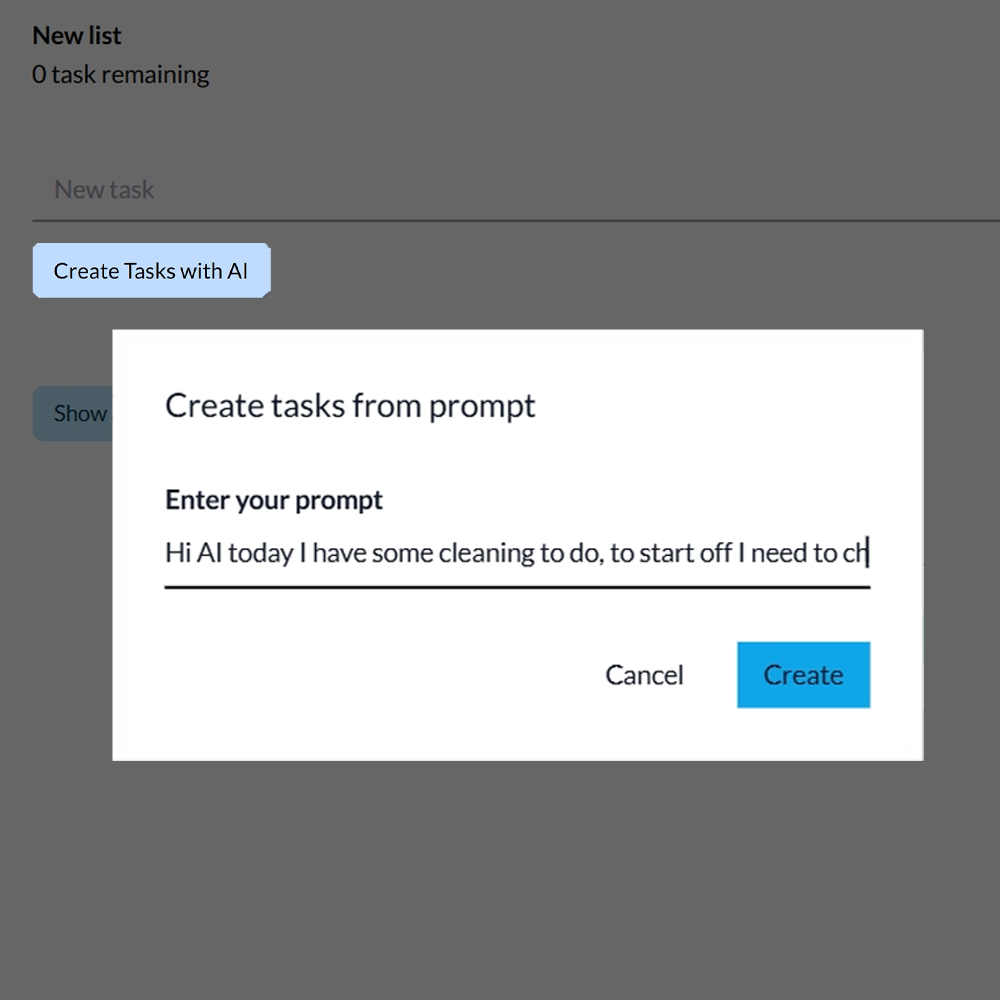 New list
0 task remaining
New task
Create Tasks with AI
Show
Create tasks from prompt
Enter your prompt
Hi AI today I have some cleaning to do, to start off I need to ch
Cancel
Create